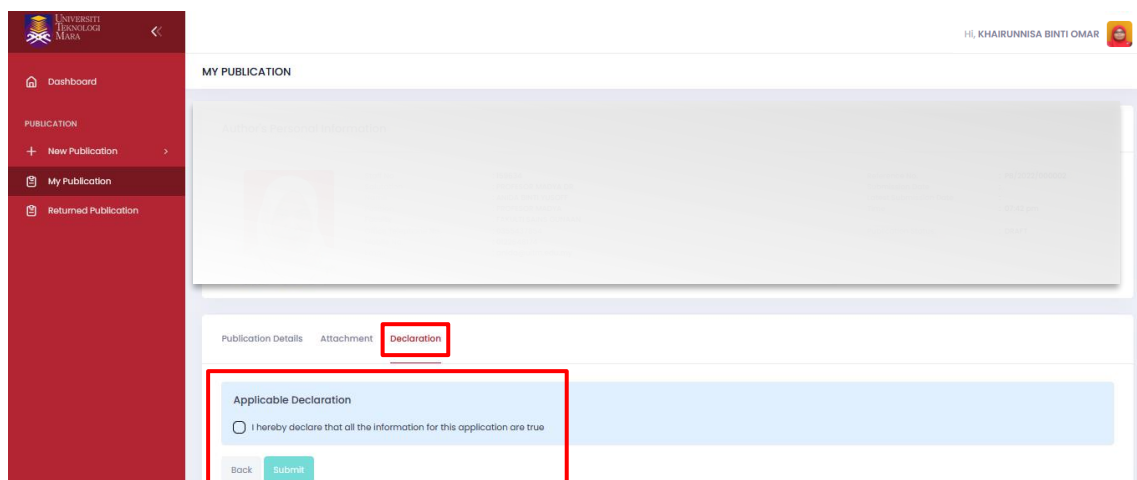 UNIVERSITI
TEKNOLOGI
MARA
Hi, KHAIRUNNISA BINTI OMAR
Dashboard
MY PUBLICATION
PUBLICATION
New Publication
My Publication
Returned Publication
Publication Details Attachment Declaration
Applicable Declaration
I hereby declare that all the information for this application are true
Back Submit